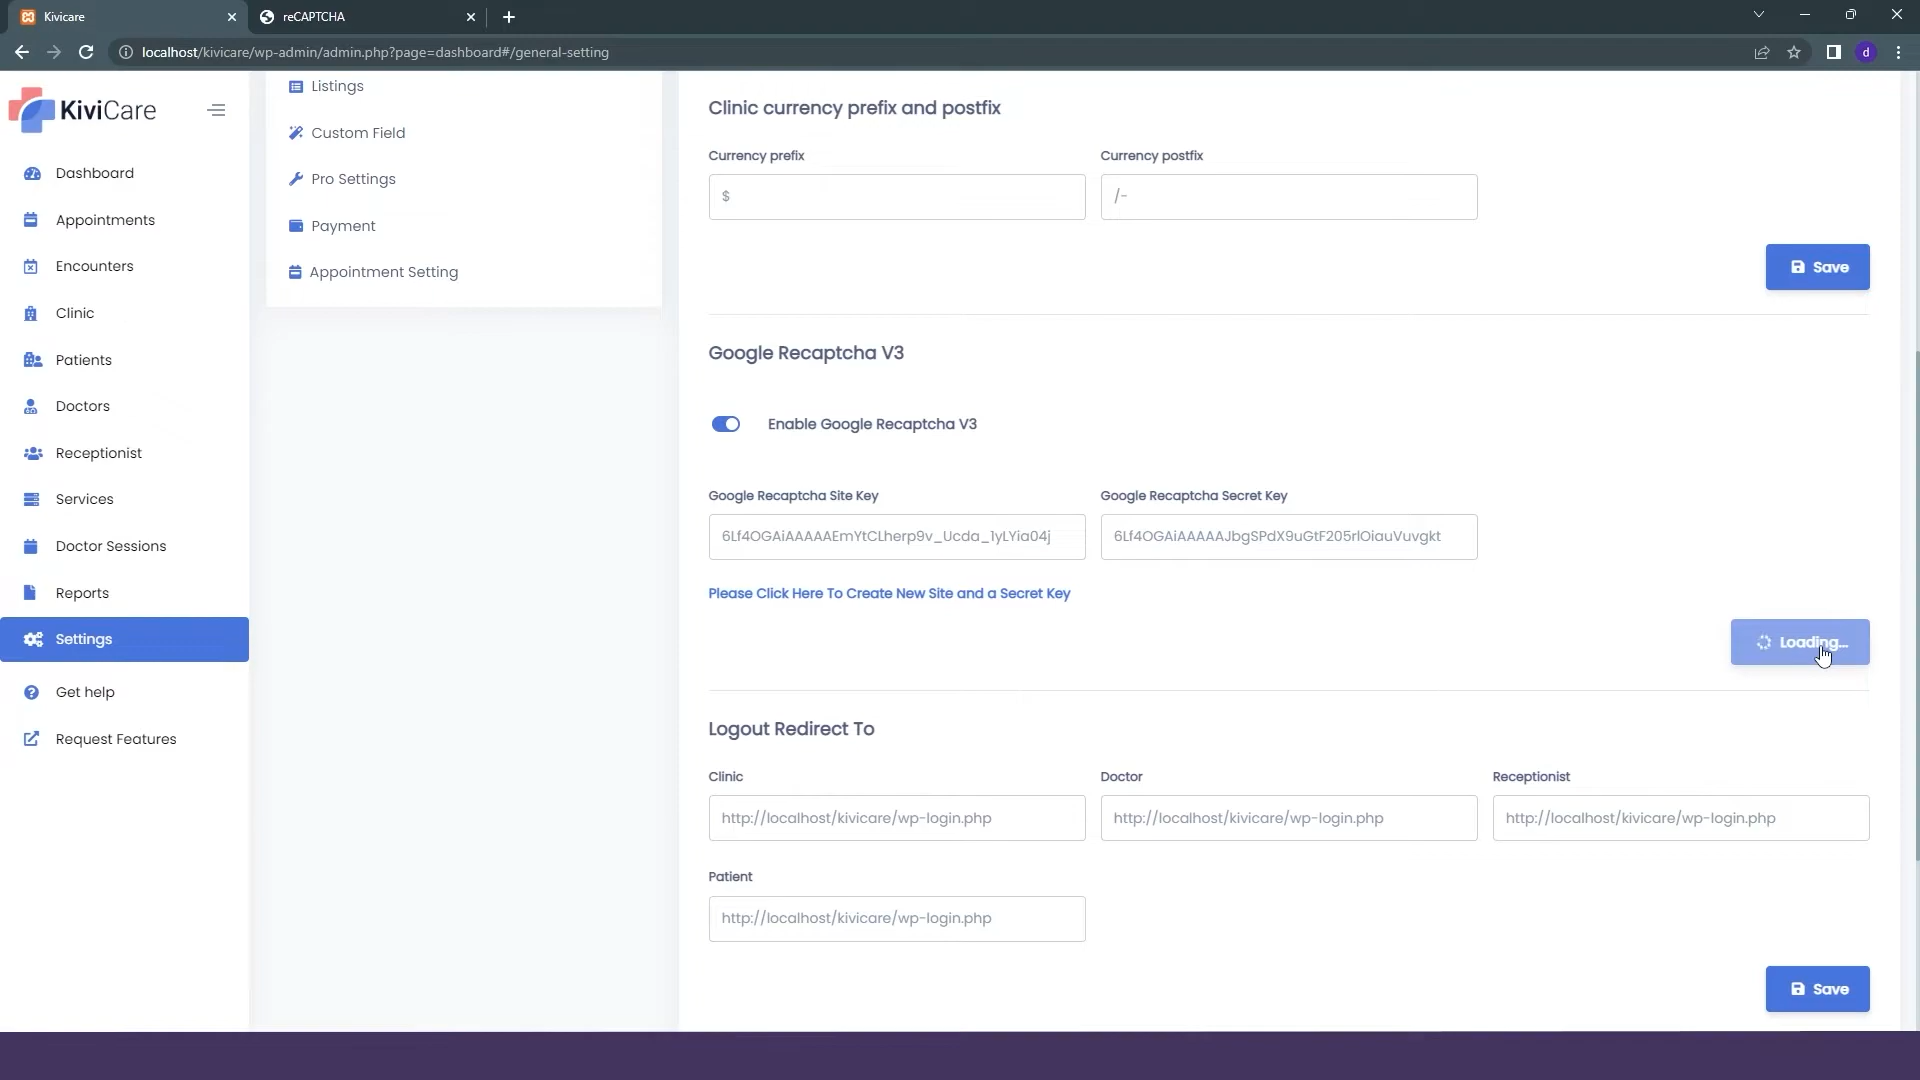 Kivicare
reCAPTCHA
localhost/kivicare/wp-admin/admin.php?page=dashboard#/general-setting
d
KiviCare
Dashboard
Appointments
Encounters
Clinic
Patients
Doctors
Receptionist
Services
Doctor Sessions
Reports
Settings
Get help
Request Features
Listings
Custom Field
Pro Settings
Payment
Appointment Setting
Clinic currency prefix and postfix
Currency prefix
Currency postfix
$
/-
Save
Google Recaptcha V3
Enable Google Recaptcha V3
Google Recaptcha Site Key
Google Recaptcha Secret Key
6Lf4OGAiAAAAAEmYtCLherp9v_Ucda_1yLYia04j
6Lf4OGAiAAAAAJbgSPdX9uGtF205rlOiauVuvgkt
Please Click Here To Create New Site and a Secret Key
Loading...
Logout Redirect To
Clinic
Doctor
Receptionist
http://localhost/kivicare/wp-login.php
http://localhost/kivicare/wp-login.php
http://localhost/kivicare/wp-login.php
Patient
http://localhost/kivicare/wp-login.php
Save